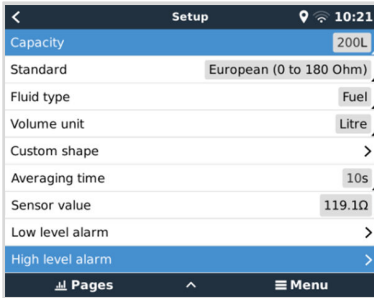 Setup 10:21
Capacity 200L
Standard European (0 to 180 Ohm)
Fluid type Fuel
Volume unit Litre
Custom shape
Averaging time 10s
Sensor value 119.1Ω
Low level alarm
High level alarm
Pages Menu